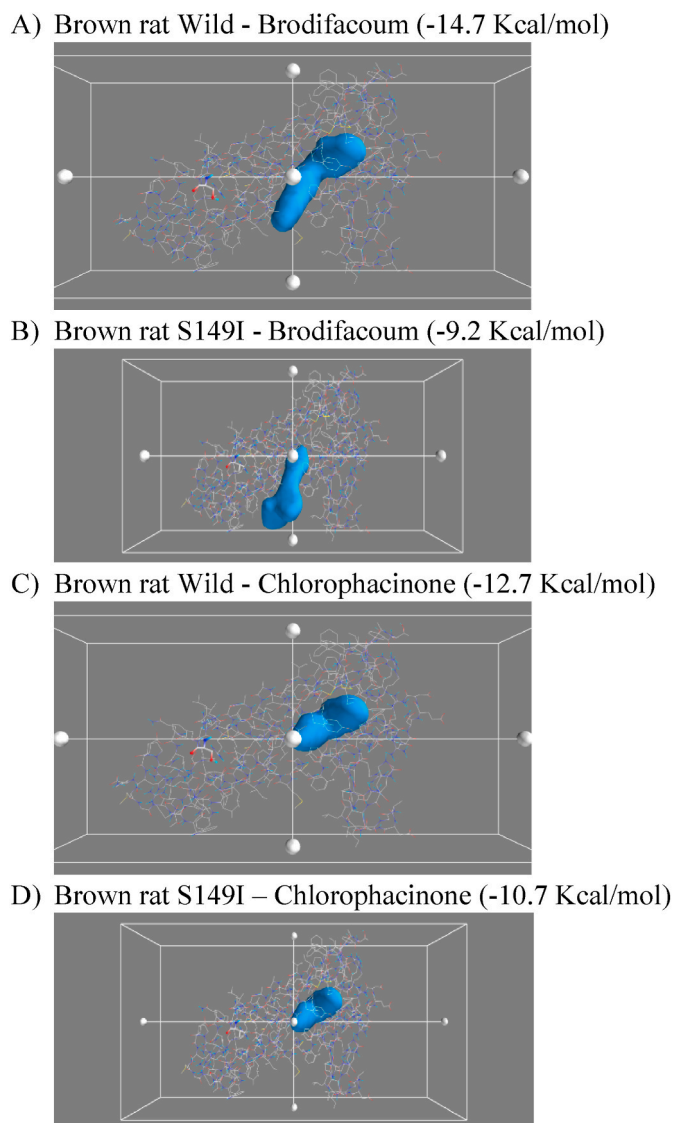 A) Brown rat Wild - Brodifacoum (-14.7 Kcal/mol)
B) Brown rat S149I - Brodifacoum (-9.2 Kcal/mol)
C) Brown rat Wild - Chlorophacinone (-12.7 Kcal/mol)
D) Brown rat S149I – Chlorophacinone (-10.7 Kcal/mol)